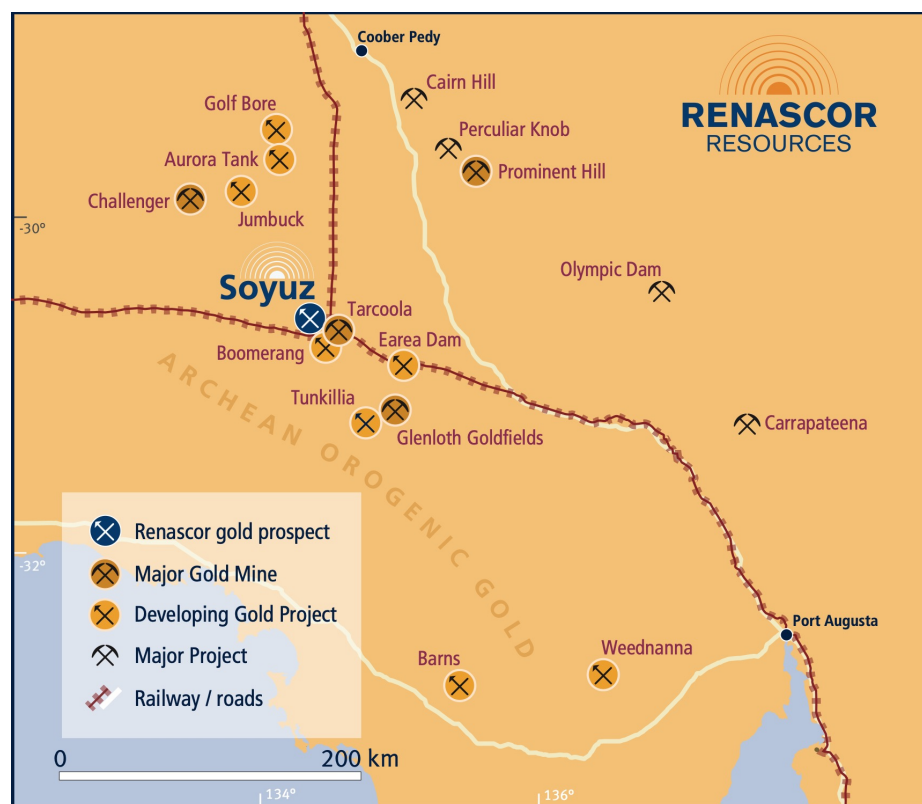 Coober Pedy
Cairn Hill
RENASCOR
RESOURCES
Golf Bore
Perculiar Knob
Aurora Tank
Prominent Hill
Challenger
Jumbuck
-30°
Olympic Dam
Soyuz
Tarcoola
Earea Dam
Boomerang
Tunkillia
Glenloth Goldfields
Carrapateena
ARCHEAN OROGENIC GOLD
Renascor gold prospect
-32°
Major Gold Mine
Developing Gold Project
Port Augusta
Major Project
Weednanna
Barns
Railway / roads
0 200 km
134° 136°